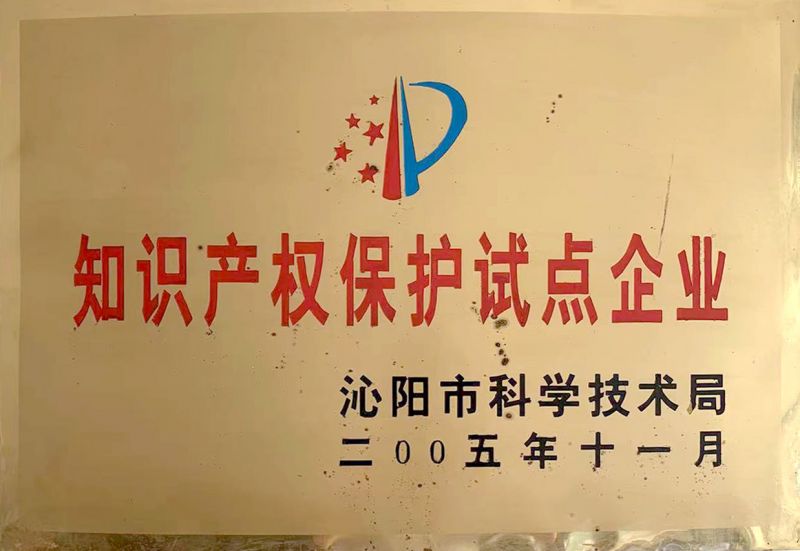 知识产权保护试点企业
沁阳市科学技术局
二00五年十一月